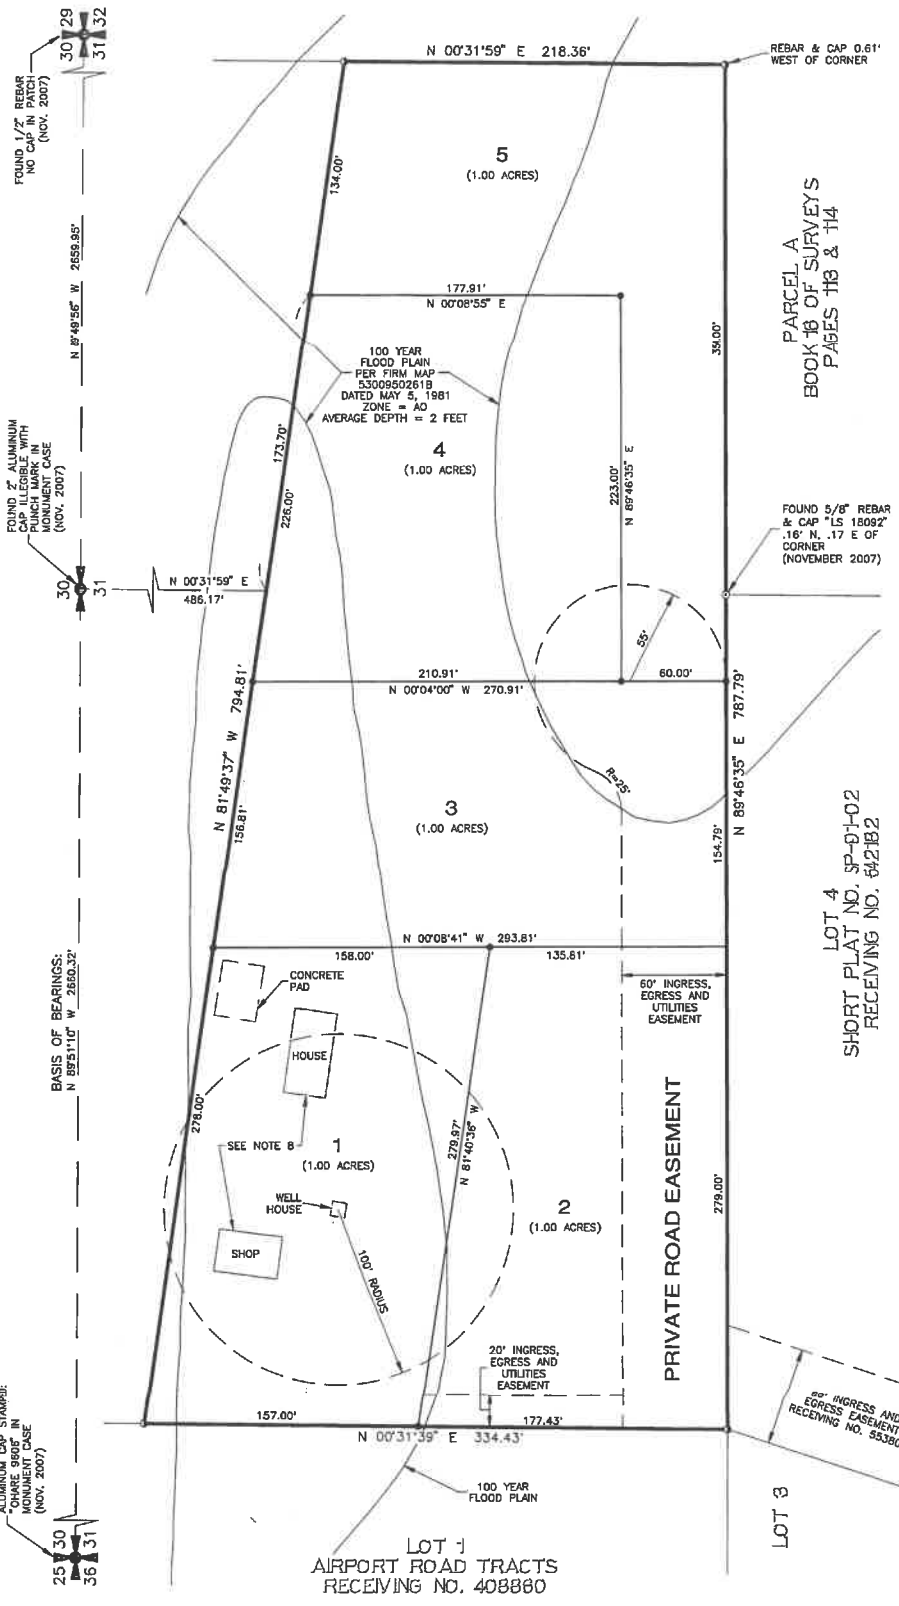 30 29
31 32
FOUND 1/2" REBAR
NO CAP IN PATCH
(NOV. 2007)
N 00°31'59" E 218.36'
REBAR & CAP 0.61'
WEST OF CORNER
5
(1.00 ACRES)
134.00'
PARCEL A
BOOK 16 OF SURVEYS
PAGES 113 & 114
N 89°49'56" W 2659.95'
177.91'
N 00°08'55" E
100 YEAR
FLOOD PLAIN
PER FIRM MAP
5300950261B
DATED MAY 5, 1981
ZONE = AO
AVERAGE DEPTH = 2 FEET
4
(1.00 ACRES)
173.70'
226.00'
223.00'
N 89°46'35" E
FOUND 2" ALUMINUM
CAP ILLEGIBLE WITH
PUNCH MARK IN
MONUMENT CASE
(NOV. 2007)
FOUND 5/8" REBAR
& CAP "LS 18092"
.16' N, .17 E OF
CORNER
(NOVEMBER 2007)
30
31
N 00°31'59" E
486.17'
55'
210.91'
60.00'
N 00°04'00" W 270.91'
N 81°49'37" W 794.81'
N 89°46'35" E 787.79'
R=25'
3
(1.00 ACRES)
156.81'
154.79'
LOT 4
SHORT PLAT NO. SP-01-02
RECEIVING NO. 642182
N 00°08'41" W 293.81'
158.00'
135.81'
CONCRETE
PAD
60' INGRESS,
EGRESS AND
UTILITIES
EASEMENT
BASIS OF BEARINGS:
N 89°51'10" W 2660.32'
HOUSE
278.00'
SEE NOTE 8
1
(1.00 ACRES)
279.97'
N 81°40'36" W
WELL
HOUSE
2
(1.00 ACRES)
SHOP
100' RADIUS
PRIVATE ROAD EASEMENT
279.00'
20' INGRESS,
EGRESS AND
UTILITIES
EASEMENT
60' INGRESS AND
EGRESS EASEMENT
RECEIVING NO. 55380
157.00'
177.43'
N 00°31'39" E 334.43'
ALUMINUM CAP STAMPED:
"OHARE 9605" IN
MONUMENT CASE
(NOV. 2007)
100 YEAR
FLOOD PLAIN
25 30
36 31
LOT 1
AIRPORT ROAD TRACTS
RECEIVING NO. 408880
LOT 3